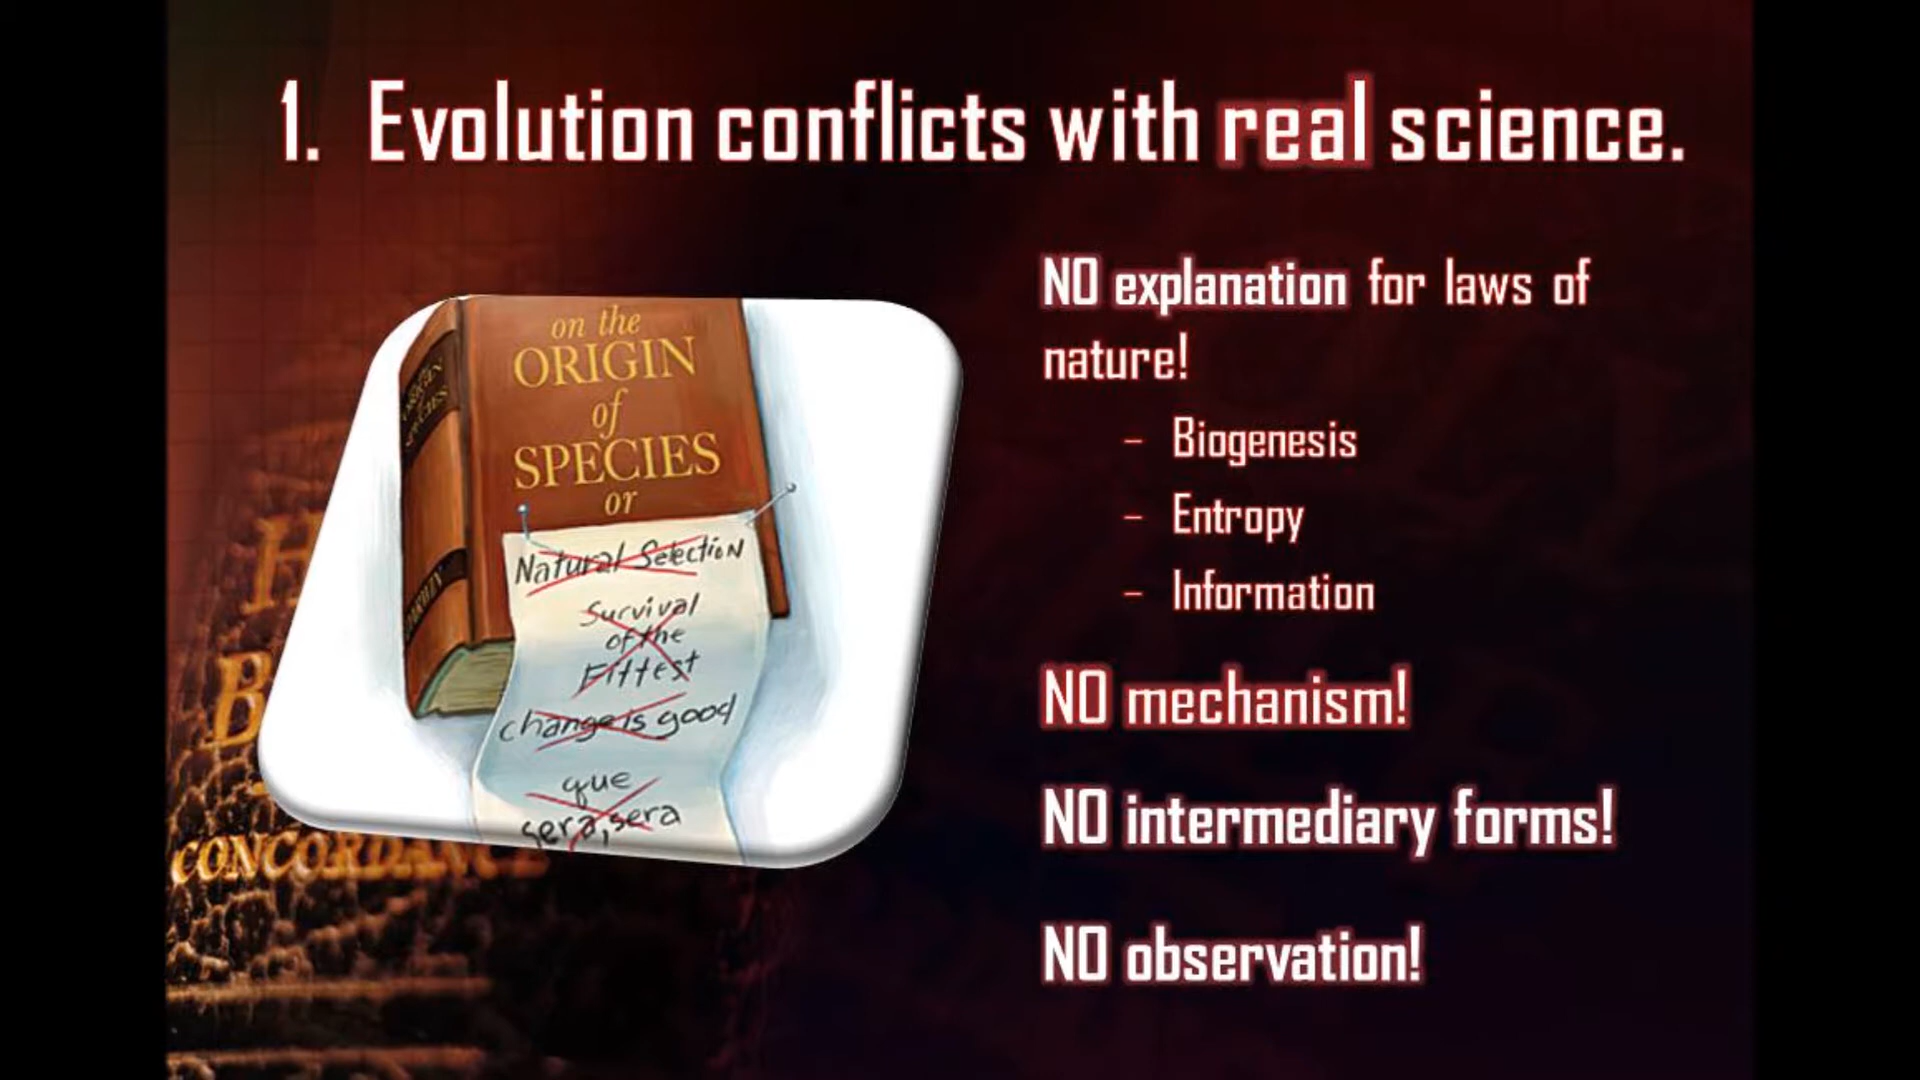 1. Evolution conflicts with real science.
on the
ORIGIN
of
SPECIES
or
Natural Selection
Survival
of the
Fittest
change is good
que
sera, sera
CONCORDANCE
NO explanation for laws of
nature!
- Biogenesis
- Entropy
- Information
NO mechanism!
NO intermediary forms!
NO observation!